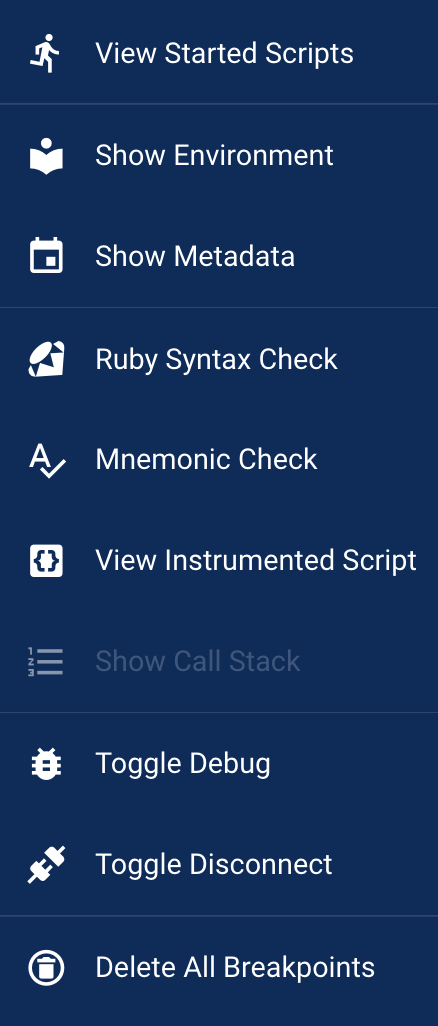 View Started Scripts
Show Environment
Show Metadata
Ruby Syntax Check
Mnemonic Check
View Instrumented Script
Show Call Stack
Toggle Debug
Toggle Disconnect
Delete All Breakpoints